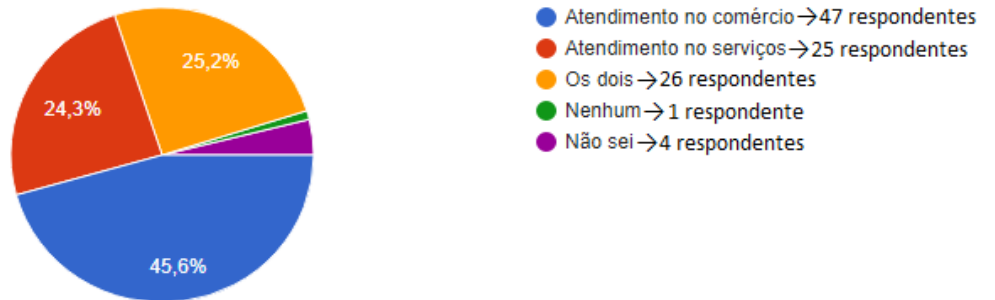 25,2%
24,3%
45,6%
Atendimento no comércio→47 respondentes
Atendimento no serviços→25 respondentes
Os dois→26 respondentes
Nenhum→1 respondente
Não sei→4 respondentes